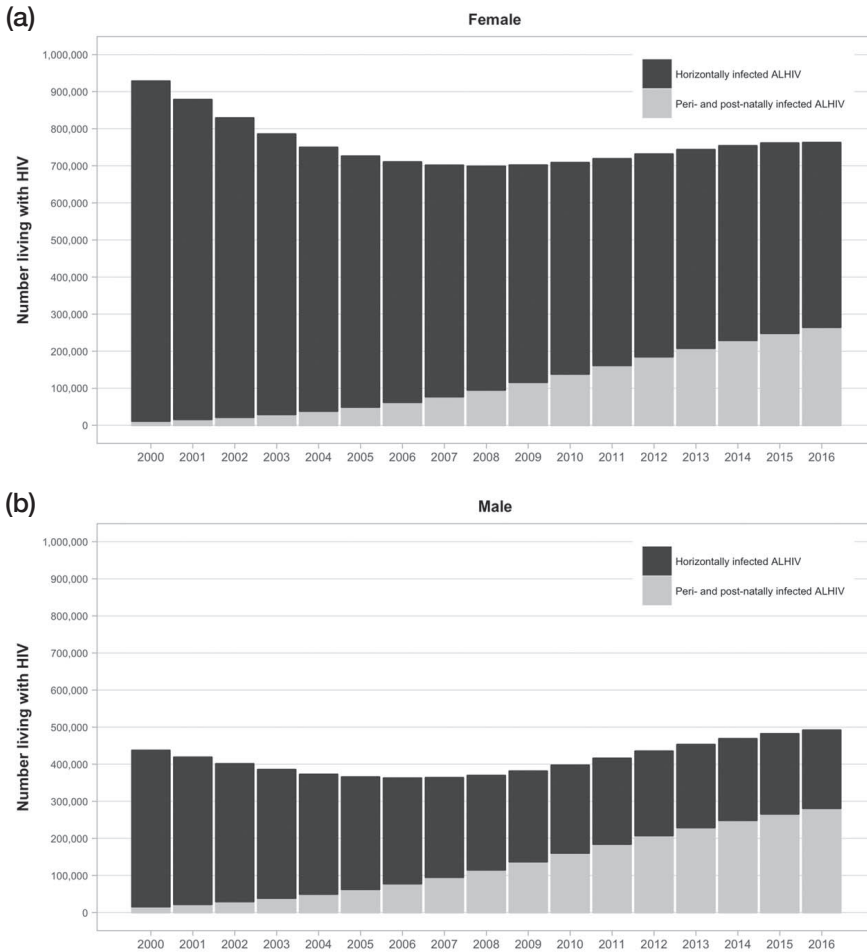 (a)
Female
Horizontally infected ALHIV
Peri- and post-natally infected ALHIV
Number living with HIV
1,000,000
900,000
800,000
700,000
600,000
500,000
400,000
300,000
200,000
100,000
0
2000 2001 2002 2003 2004 2005 2006 2007 2008 2009 2010 2011 2012 2013 2014 2015 2016
(b)
Male
Horizontally infected ALHIV
Peri- and post-natally infected ALHIV
Number living with HIV
1,000,000
900,000
800,000
700,000
600,000
500,000
400,000
300,000
200,000
100,000
0
2000 2001 2002 2003 2004 2005 2006 2007 2008 2009 2010 2011 2012 2013 2014 2015 2016